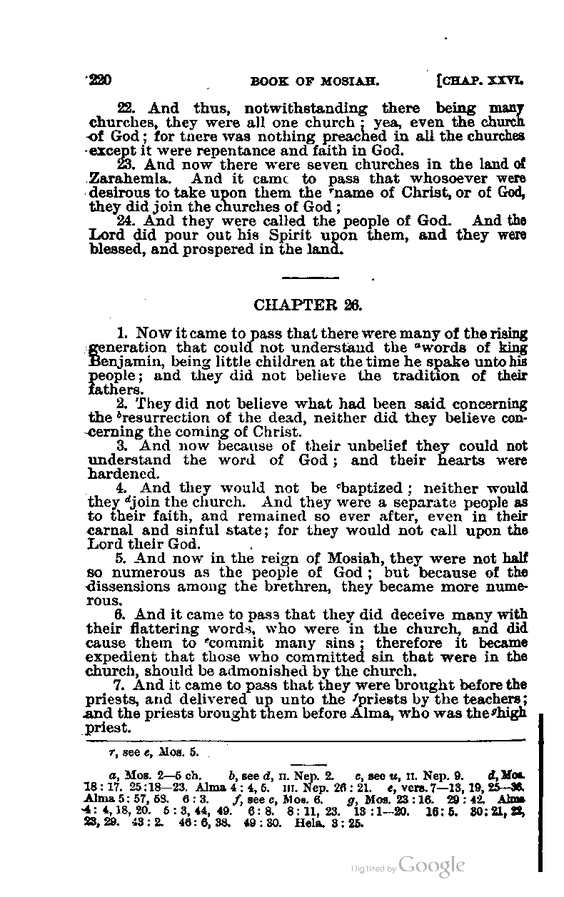 220 BOOK OF MOSIAH. [CHAP. XXVI.
22. And thus, notwithstanding there being many
churches, they were all one church ; yea, even the church
of God ; for there was nothing preached in all the churches
except it were repentance and faith in God.
23. And now there were seven churches in the land of
Zarahemla. And it came to pass that whosoever were
desirous to take upon them the ʳname of Christ, or of God,
they did join the churches of God ;
24. And they were called the people of God. And the
Lord did pour out his Spirit upon them, and they were
blessed, and prospered in the land.
CHAPTER 26.
1. Now it came to pass that there were many of the rising
generation that could not understand the ᵃwords of king
Benjamin, being little children at the time he spake unto his
people ; and they did not believe the tradition of their
fathers.
2. They did not believe what had been said concerning
the ᵇresurrection of the dead, neither did they believe con-
cerning the coming of Christ.
3. And now because of their unbelief they could not
understand the word of God ; and their hearts were
hardened.
4. And they would not be ᶜbaptized ; neither would
they ᵈjoin the church. And they were a separate people as
to their faith, and remained so ever after, even in their
carnal and sinful state; for they would not call upon the
Lord their God.
5. And now in the reign of Mosiah, they were not half
so numerous as the people of God ; but because of the
dissensions among the brethren, they became more nume-
rous.
6. And it came to pass that they did deceive many with
their flattering words, who were in the church, and did
cause them to ᵉcommit many sins ; therefore it became
expedient that those who committed sin that were in the
church, should be admonished by the church.
7. And it came to pass that they were brought before the
priests, and delivered up unto the ᶠpriests by the teachers;
and the priests brought them before Alma, who was the ᵍhigh
priest.
r, see e, Mos. 5.
a, Mos. 2—5 ch. b, see d, II. Nep. 2. c, see u, II. Nep. 9. d, Mos.
18 : 17. 25 :18—23. Alma 4 : 4, 5. III. Nep. 26 : 21. e, vers. 7—13, 19, 25—36.
Alma 5 : 57, 58. 6 : 3. f, see c, Mos. 6. g, Mos. 23 : 16. 29 : 42. Alma
4 : 4, 18, 20. 5 : 3, 44, 49. 6 : 8. 8 : 11, 23. 13 :1—20. 16 : 5. 30 : 21, 22,
23, 29. 43 : 2. 46 : 6, 38. 49 : 30. Hela. 3 : 25.
Digitized by Google